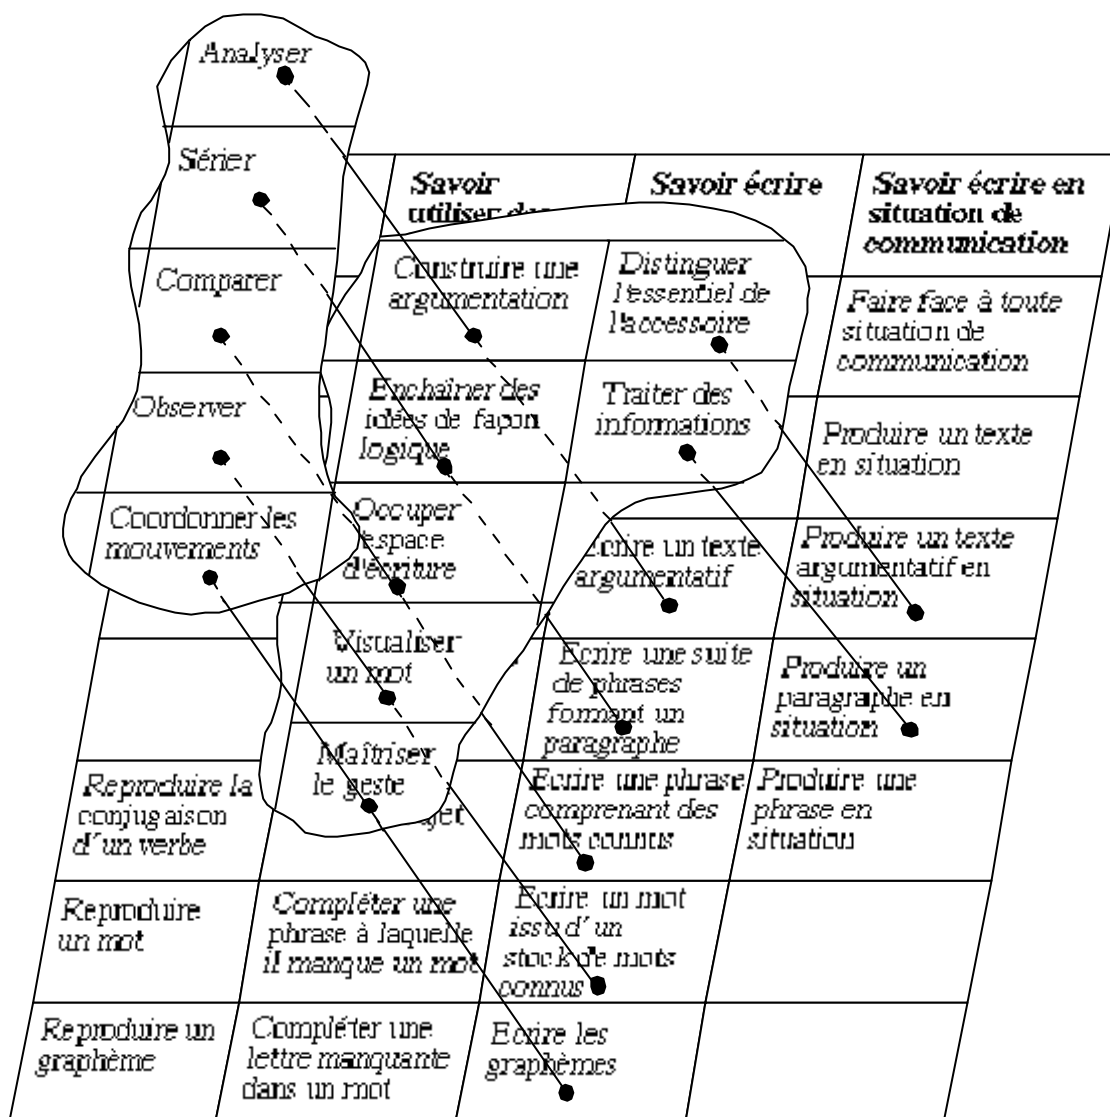 Analyser
Sérier
Comparer
Observer
Coordonner les
mouvements
Savoir
utiliser des
Savoir écrire
Savoir écrire en
situation de
communication
Construire une
argumentation
Distinguer
l'essentiel de
l'accessoire
Faire face à toute
situation de
communication
Enchaîner des
idées de façon
logique
Traiter des
informations
Produire un texte
en situation
Occuper
espace
d'écriture
Ecrire un texte
argumentatif
Produire un texte
argumentatif en
situation
Visualiser
un mot
Ecrire une suite
de phrases
formant un
paragraphe
Produire un
paragraphe en
situation
Maîtriser
le geste
Reproduire la
conjugaison
d'un verbe
jet
Ecrire une phrase
comprenant des
mots connus
Produire une
phrase en
situation
Reproduire
un mot
Compléter une
phrase à laquelle
il manque un mot
Ecrire un mot
issu d'un
stock de mots
connus
Reproduire un
graphème
Compléter une
lettre manquante
dans un mot
Ecrire les
graphèmes